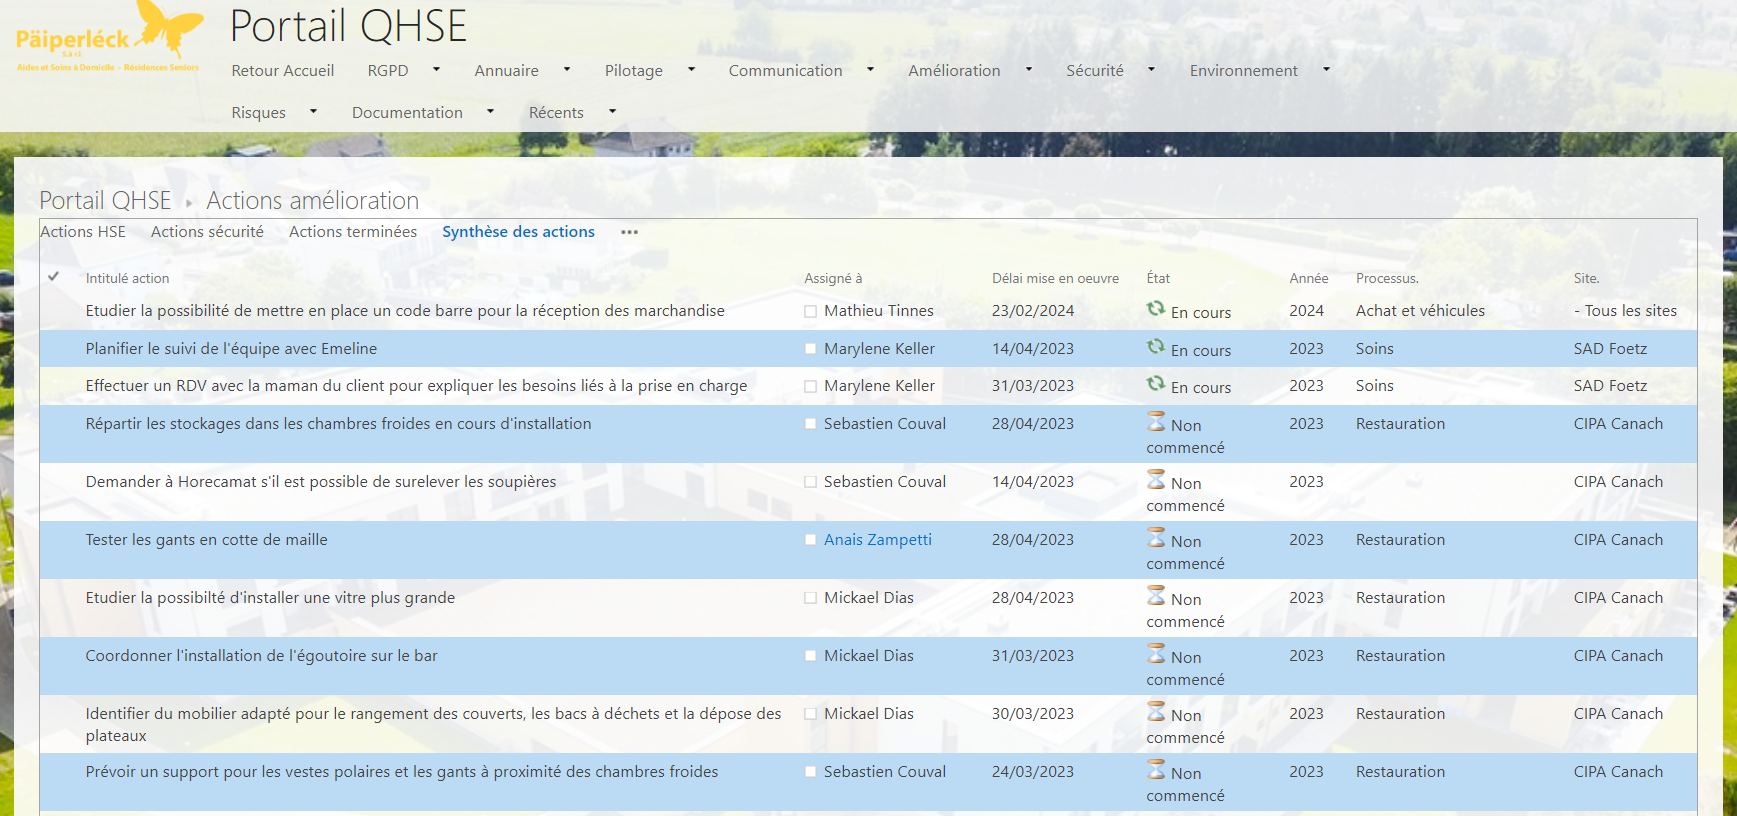 Päiperléck
S.à r.l.
Aides et Soins à Domicile - Résidences Seniors
Portail QHSE
Retour Accueil RGPD Annuaire Pilotage Communication Amélioration Sécurité Environnement
Risques Documentation Récents
Portail QHSE ▸ Actions amélioration
Actions HSE Actions sécurité Actions terminées Synthèse des actions •••
✓ Intitulé action Assigné à Délai mise en oeuvre État Année Processus. Site.
Etudier la possibilité de mettre en place un code barre pour la réception des marchandise Mathieu Tinnes 23/02/2024 En cours 2024 Achat et véhicules - Tous les sites
Planifier le suivi de l'équipe avec Emeline Marylene Keller 14/04/2023 En cours 2023 Soins SAD Foetz
Effectuer un RDV avec la maman du client pour expliquer les besoins liés à la prise en charge Marylene Keller 31/03/2023 En cours 2023 Soins SAD Foetz
Répartir les stockages dans les chambres froides en cours d'installation Sebastien Couval 28/04/2023 Non 2023 Restauration CIPA Canach
commencé
Demander à Horecamat s'il est possible de surelever les soupières Sebastien Couval 14/04/2023 Non 2023 CIPA Canach
commencé
Tester les gants en cotte de maille Anais Zampetti 28/04/2023 Non 2023 Restauration CIPA Canach
commencé
Etudier la possibilté d'installer une vitre plus grande Mickael Dias 28/04/2023 Non 2023 Restauration CIPA Canach
commencé
Coordonner l'installation de l'égoutoire sur le bar Mickael Dias 31/03/2023 Non 2023 Restauration CIPA Canach
commencé
Identifier du mobilier adapté pour le rangement des couverts, les bacs à déchets et la dépose des Mickael Dias 30/03/2023 Non 2023 Restauration CIPA Canach
plateaux commencé
Prévoir un support pour les vestes polaires et les gants à proximité des chambres froides Sebastien Couval 24/03/2023 Non 2023 Restauration CIPA Canach
commencé